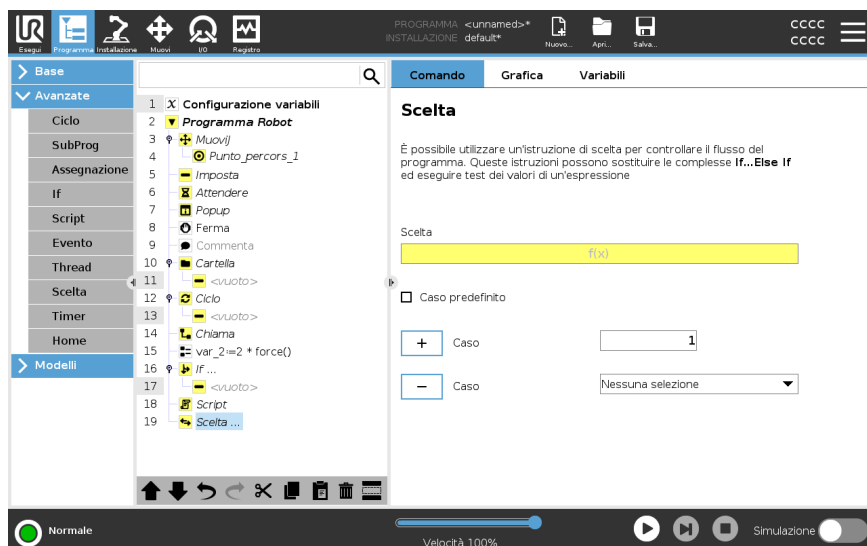 PROGRAMMA <unnamed>*
INSTALLAZIONE default*
Nuovo...
Apri...
Salva...
CCCC
CCCC
Esegui
Programma
Installazione
Muovi
I/O
Registro
Base
Avanzate
Ciclo
SubProg
Assegnazione
If
Script
Evento
Thread
Scelta
Timer
Home
Modelli
1 X Configurazione variabili
2 Programma Robot
3 MuoviJ
4 Punto_percors_1
5 Imposta
6 Attendere
7 Popup
8 Ferma
9 Commenta
10 Cartella
11 <vuoto>
12 Ciclo
13 <vuoto>
14 Chiama
15 var_2≔2 * force()
16 If ...
17 <vuoto>
18 Script
19 Scelta ...
Comando Grafica Variabili
Scelta
È possibile utilizzare un'istruzione di scelta per controllare il flusso del
programma. Queste istruzioni possono sostituire le complesse If...Else If
ed eseguire test dei valori di un'espressione
Scelta
f(x)
Caso predefinito
+ Caso 1
− Caso Nessuna selezione
Normale
Velocità 100%
Simulazione